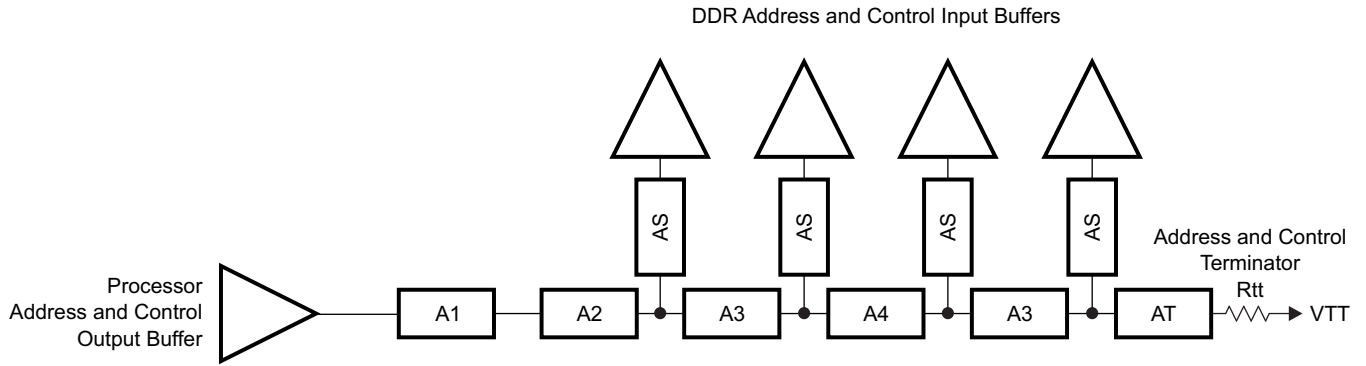 DDR Address and Control Input Buffers
AS
AS
AS
AS
Address and Control
Terminator
Rtt
Processor
Address and Control
Output Buffer
A1
A2
A3
A4
A3
AT
VTT